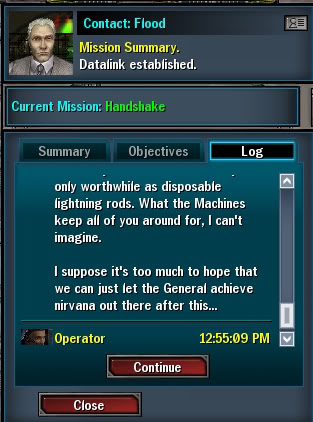 Contact: Flood
Mission Summary.
Datalink established.
Current Mission: Handshake
Summary
Objectives
Log
only worthwhile as disposable
lightning rods. What the Machines
keep all of you around for, I can't
imagine.
I suppose it's too much to hope that
we can just let the General achieve
nirvana out there after this...
Operator
12:55:09 PM
Continue
Close